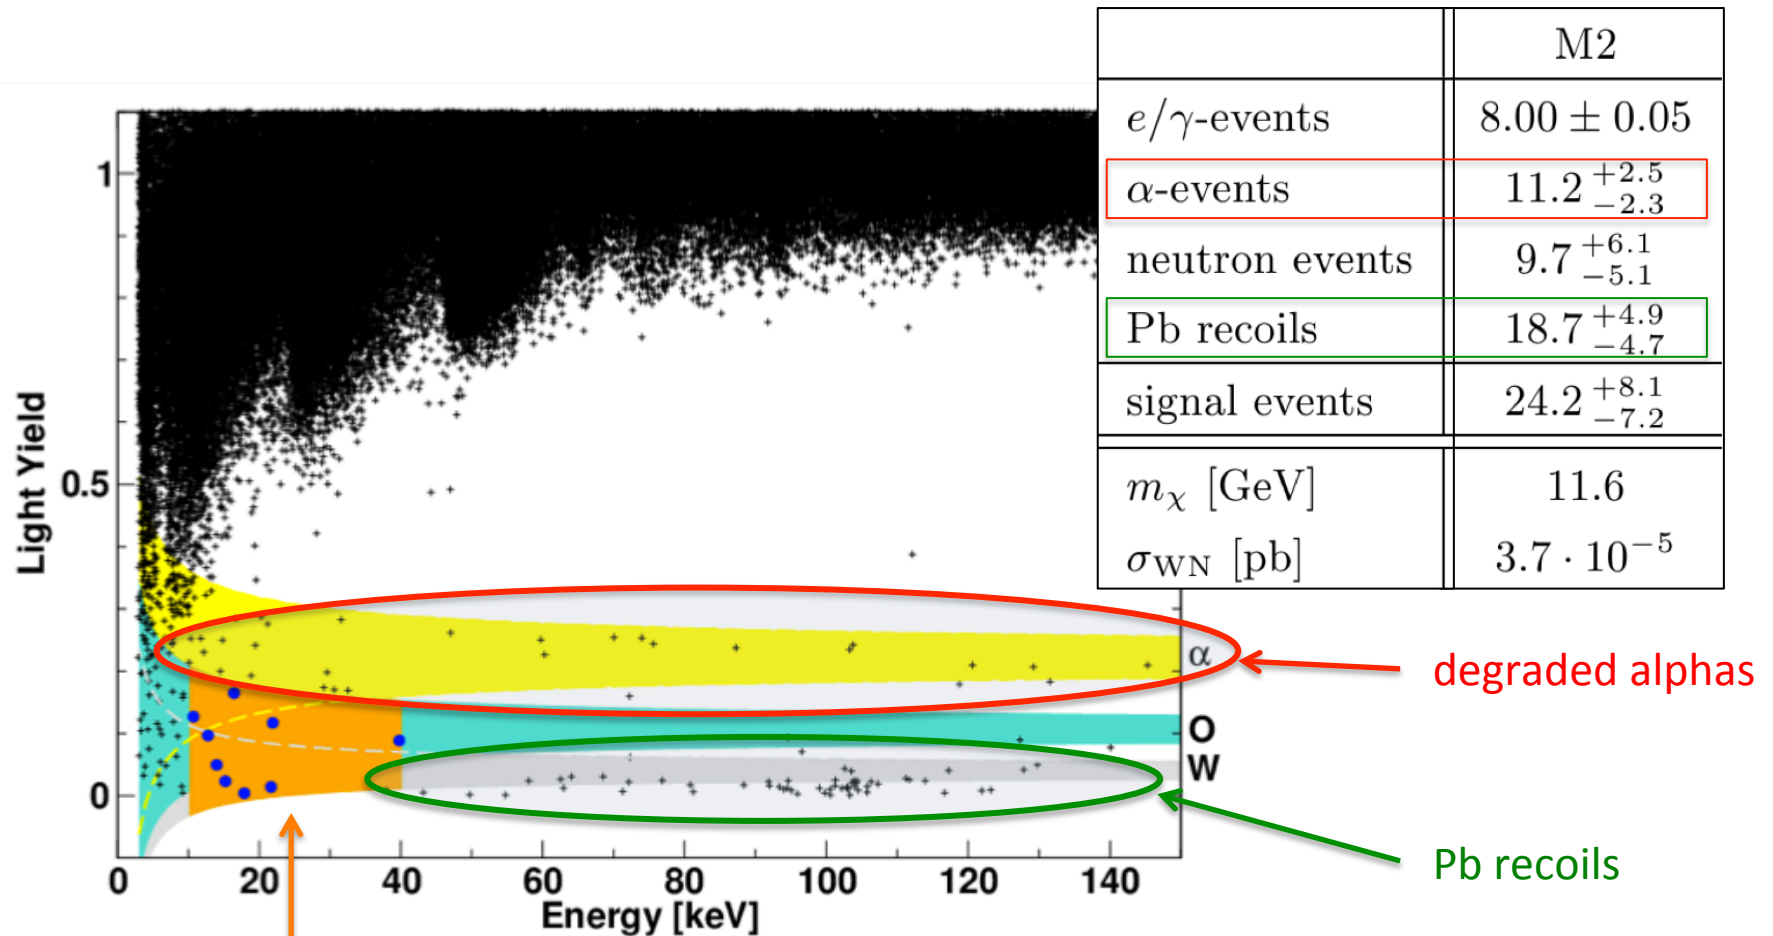 M2
e/γ-events 8.00 ± 0.05
α-events 11.2 +2.5 −2.3
neutron events 9.7 +6.1 −5.1
Pb recoils 18.7 +4.9 −4.7
signal events 24.2 +8.1 −7.2
mχ [GeV] 11.6
σWN [pb] 3.7 · 10−5
Light Yield
1
0.5
0
α
O
W
degraded alphas
Pb recoils
0 20 40 60 80 100 120 140
Energy [keV]